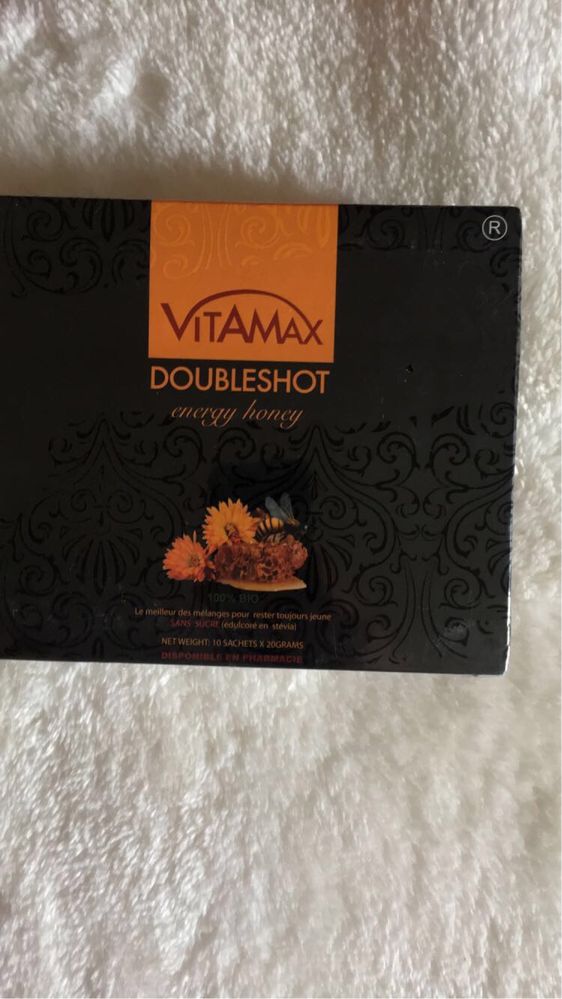 ®
VITAMAX
DOUBLESHOT
energy honey
100% BIO
Le meilleur des mélanges pour rester toujours jeune
SANS SUCRE (édulcoré en stévia)
NET WEIGHT: 10 SACHETS X 20GRAMS
DISPONIBLE EN PHARMACIE